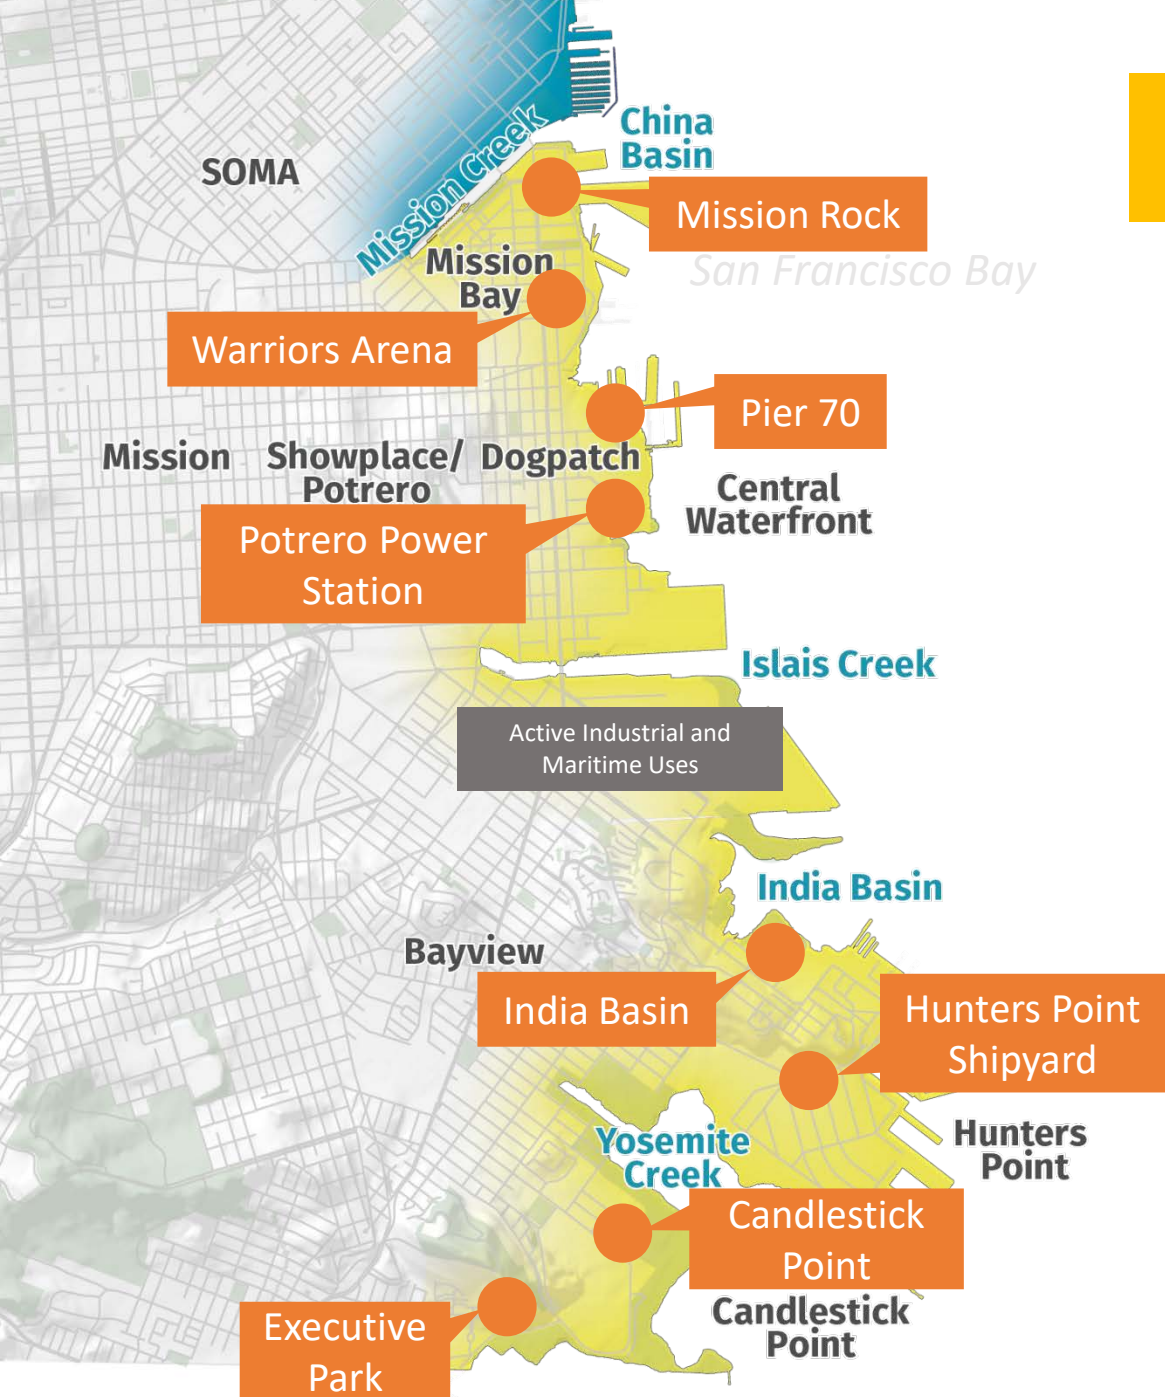 China
Basin
SOMA
Mission Creek
Mission Rock
Mission
Bay
San Francisco Bay
Warriors Arena
Pier 70
Mission
Showplace/
Potrero
Dogpatch
Central
Waterfront
Potrero Power
Station
Islais Creek
Active Industrial and
Maritime Uses
India Basin
Bayview
India Basin
Hunters Point
Shipyard
Yosemite
Creek
Hunters
Point
Candlestick
Point
Candlestick
Point
Executive
Park